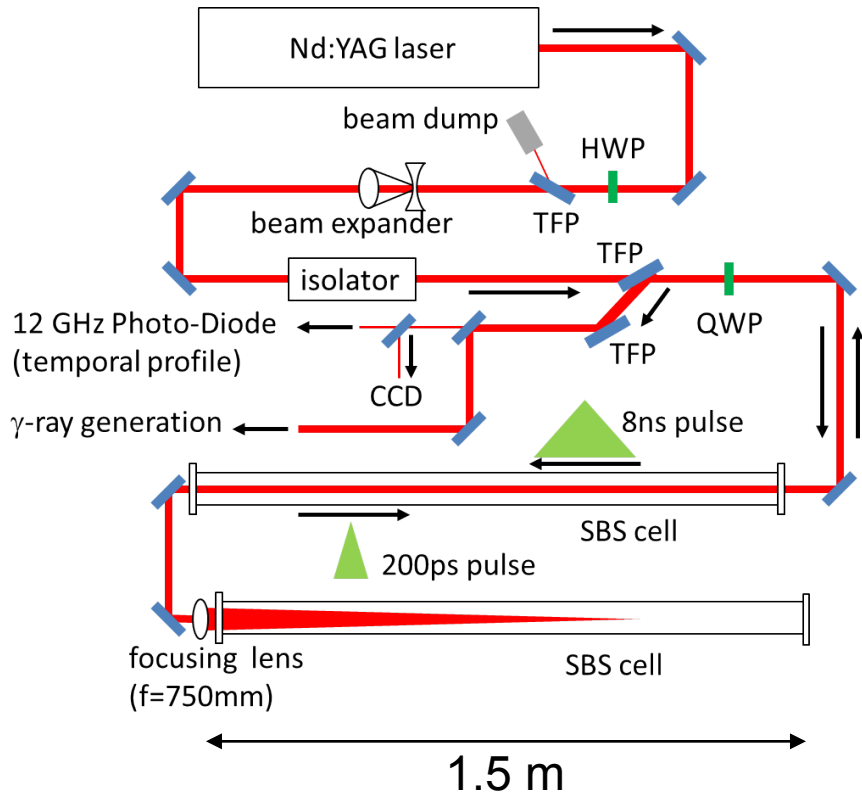 Nd:YAG laser
beam dump
HWP
TFP
beam expander
TFP
isolator
QWP
12 GHz Photo-Diode
(temporal profile)
TFP
CCD
γ-ray generation
8ns pulse
SBS cell
200ps pulse
focusing lens
(f=750mm)
SBS cell
1.5 m